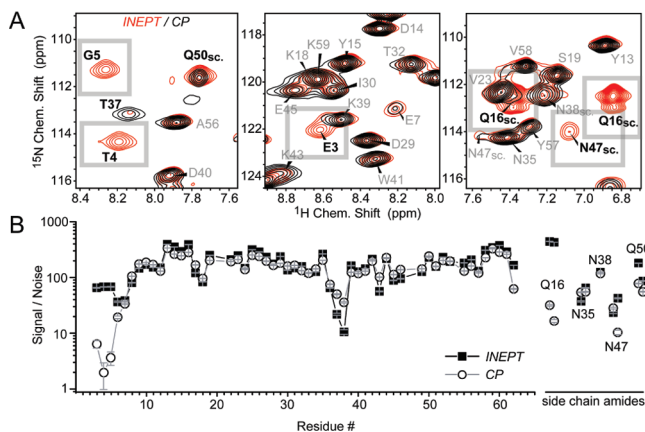 A INEPT / CP
15N Chem. Shift (ppm)
110
112
114
116
G5
Q50sc.
T37
A56
T4
D40
8.2 8.0 7.8 7.6
118
120
122
124
D14
K59
K18
Y15
T32
I30
K39
E45
E7
E3
D29
K43
W41
8.8 8.6 8.4 8.2 8.0
1H Chem. Shift (ppm)
110
112
114
116
V58
S19
Y13
V23
N38sc.
Q16sc.
Q16sc.
N47sc.
N47sc.
N35
Y57
7.6 7.4 7.2 7.0 6.8
B
Signal / Noise
1000
100
10
1
10 20 30 40 50 60
Residue #
INEPT
CP
Q16
N35
N38
N47
Q50
side chain amides